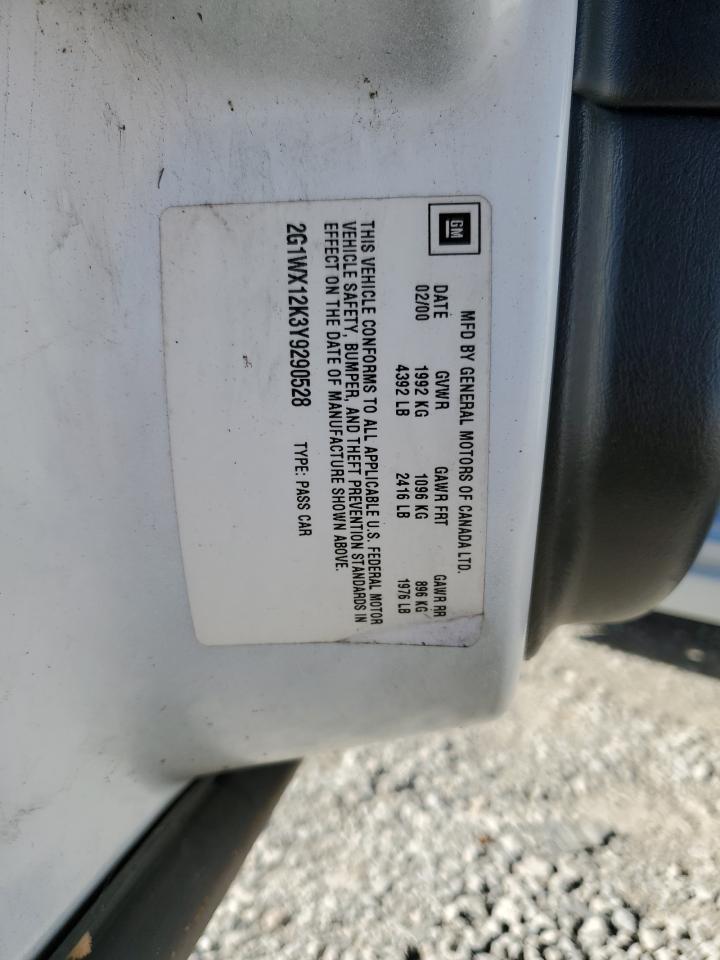 GM
MFD BY GENERAL MOTORS OF CANADA LTD.
DATE GVWR GAWR FRT GAWR RR
02/00 1992 KG 1096 KG 896 KG
4392 LB 2416 LB 1976 LB
THIS VEHICLE CONFORMS TO ALL APPLICABLE U.S. FEDERAL MOTOR
VEHICLE SAFETY, BUMPER, AND THEFT PREVENTION STANDARDS IN
EFFECT ON THE DATE OF MANUFACTURE SHOWN ABOVE.
2G1WX12K3Y9290528 TYPE: PASS CAR